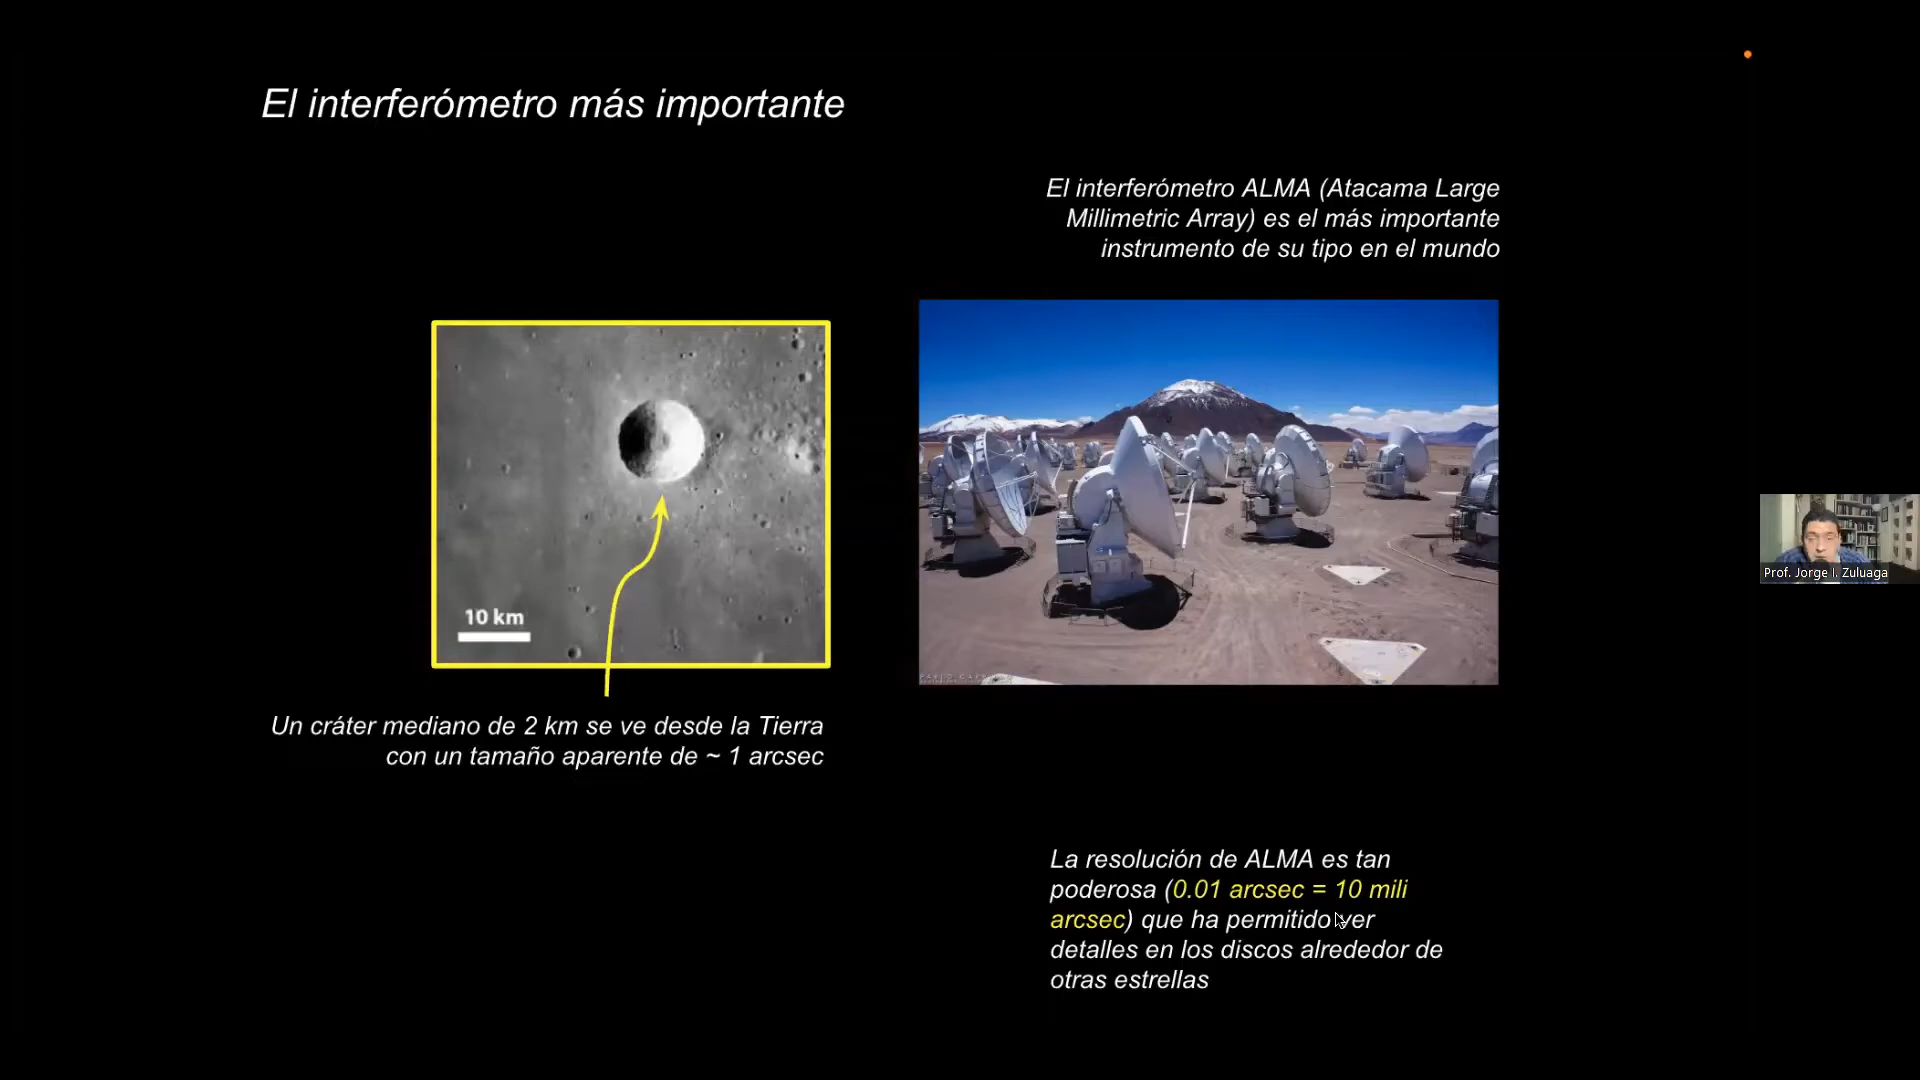 El interferómetro más importante
El interferómetro ALMA (Atacama Large
Millimetric Array) es el más importante
instrumento de su tipo en el mundo
10 km
Un cráter mediano de 2 km se ve desde la Tierra
con un tamaño aparente de ~ 1 arcsec
La resolución de ALMA es tan
poderosa (0.01 arcsec = 10 mili
arcsec) que ha permitido ver
detalles en los discos alrededor de
otras estrellas
Prof. Jorge I. Zuluaga